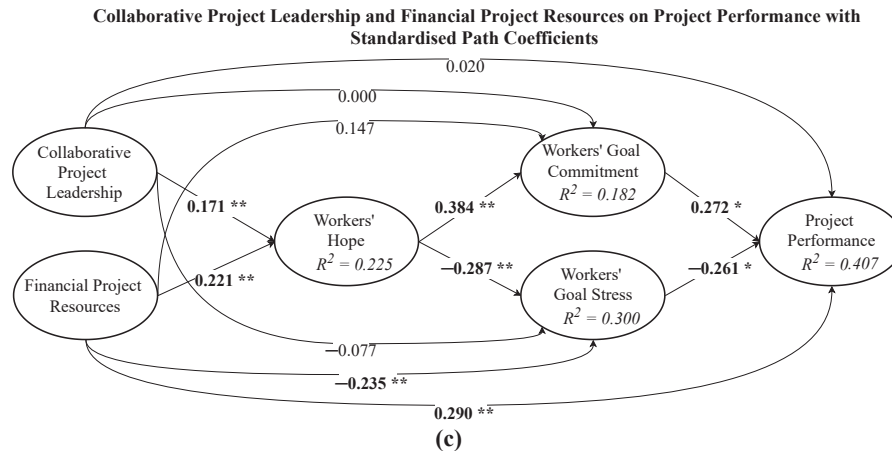 Collaborative Project Leadership and Financial Project Resources on Project Performance with
Standardised Path Coefficients
0.020
0.000
0.147
Collaborative
Project
Leadership
Workers' Goal
Commitment
R² = 0.182
0.171 **
0.384 **
0.272 *
Workers'
Hope
R² = 0.225
Project
Performance
R² = 0.407
Financial Project
Resources
0.221 **
−0.287 **
−0.261 *
Workers'
Goal Stress
R² = 0.300
−0.077
−0.235 **
0.290 **
(c)